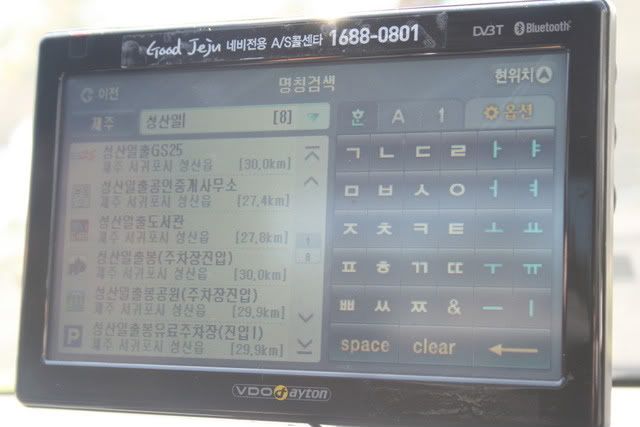 Good Jeju 네비전용 A/S콜센타 1688-0801
DVB T Bluetooth
이전 명칭검색 현위치
제주 성산일 [8] 한 A 1 옵션
성산일출GS25
제주 서귀포시 성산읍 [30,0km]
성산일출공인중개사무소
제주 서귀포시 성산읍 [27,4km]
성산일출도서관
제주 서귀포시 성산읍 [27,8km]
성산일출봉(주차장진입)
제주 서귀포시 성산읍 [30,0km]
성산일출봉공원(주차장진입)
제주 서귀포시 성산읍 [29,9km]
P 성산일출봉유료주차장(진입1)
제주 서귀포시 성산읍 [29,9km]
1
8
ㄱ ㄴ ㄷ ㄹ ㅏ ㅑ
ㅁ ㅂ ㅅ ㅇ ㅓ ㅕ
ㅈ ㅊ ㅋ ㅌ ㅗ ㅛ
ㅍ ㅎ ㄲ ㄸ ㅜ ㅠ
ㅃ ㅆ ㅉ & ㅡ ㅣ
space clear
VDO dayton